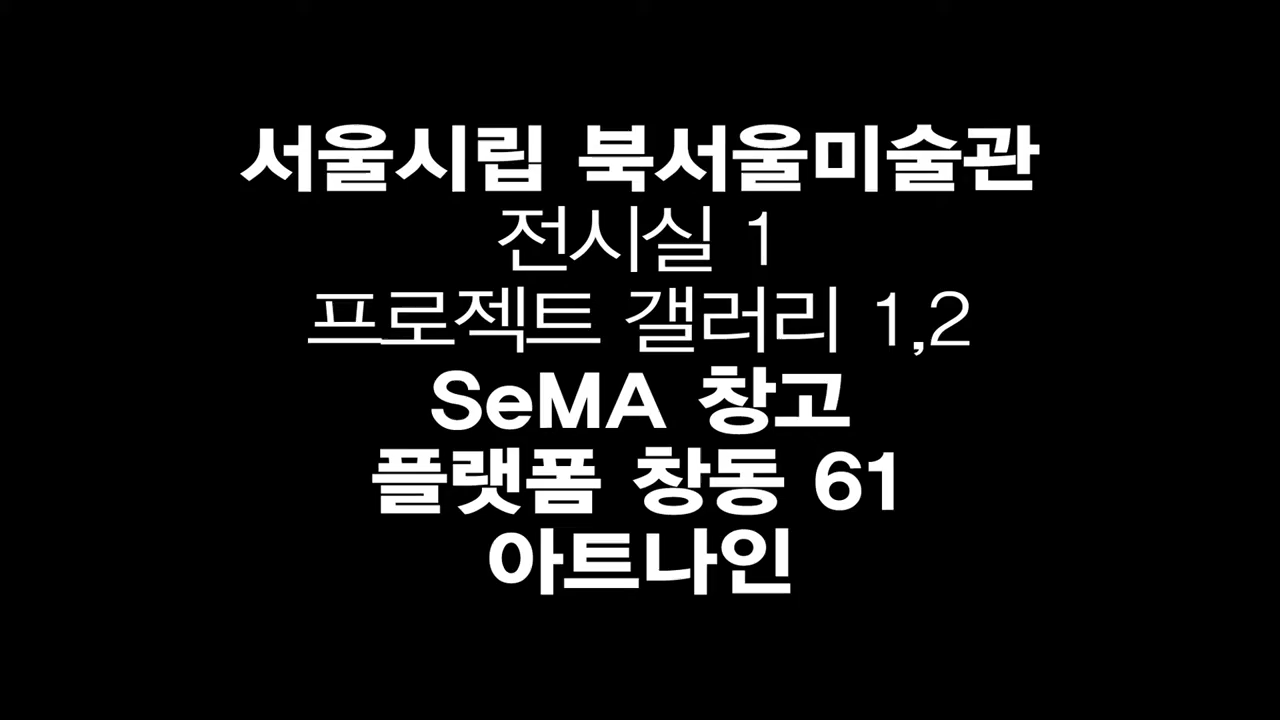 서울시립 북서울미술관
전시실 1
프로젝트 갤러리 1,2
SeMA 창고
플랫폼 창동 61
아트나인